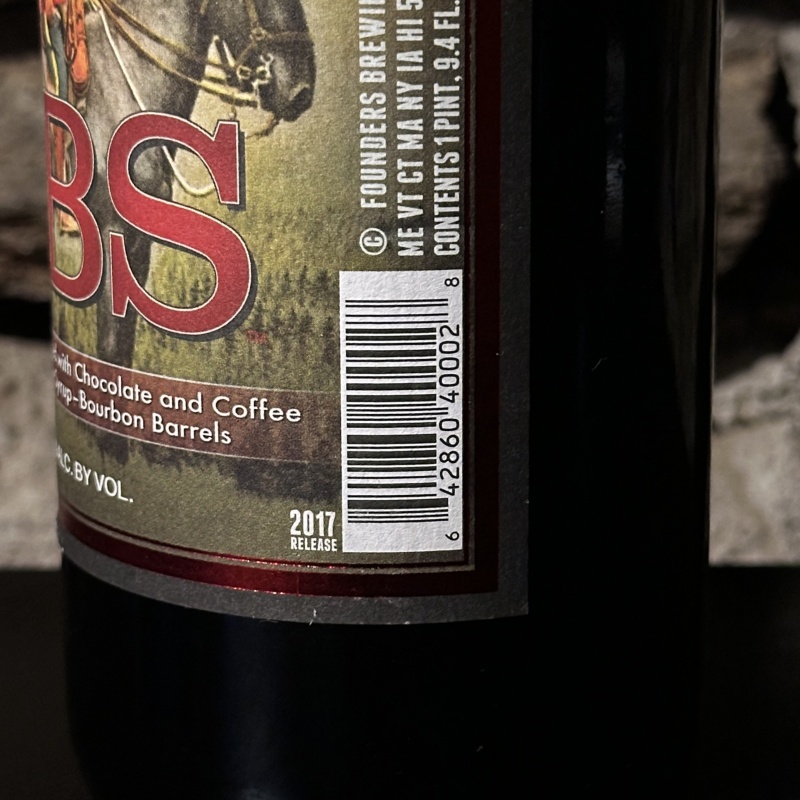 BS
™
with Chocolate and Coffee
Syrup-Bourbon Barrels
ALC. BY VOL.
2017
RELEASE
© FOUNDERS BREWI
ME VT CT MA NY IA HI 5
CONTENTS 1 PINT, 9.4 FL.
6 42860 40002 8